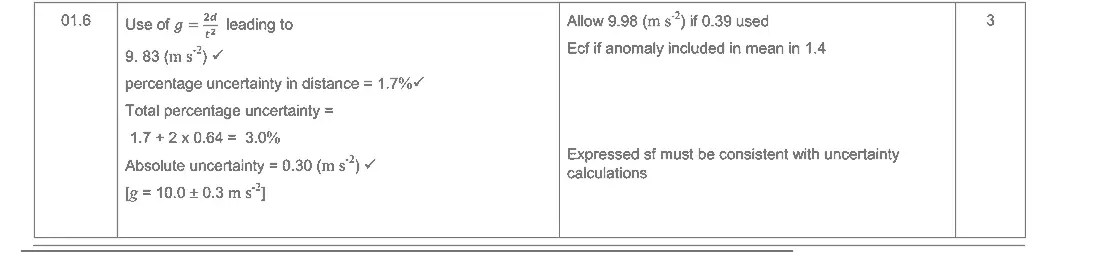 01.6
Use of g = 2d/t² leading to
9. 83 (m s⁻²) ✓
percentage uncertainty in distance = 1.7%✓
Total percentage uncertainty =
1.7 + 2 x 0.64 = 3.0%
Absolute uncertainty = 0.30 (m s⁻²) ✓
[g = 10.0 ± 0.3 m s⁻²]
Allow 9.98 (m s⁻²) if 0.39 used
Ecf if anomaly included in mean in 1.4
Expressed sf must be consistent with uncertainty
calculations
3